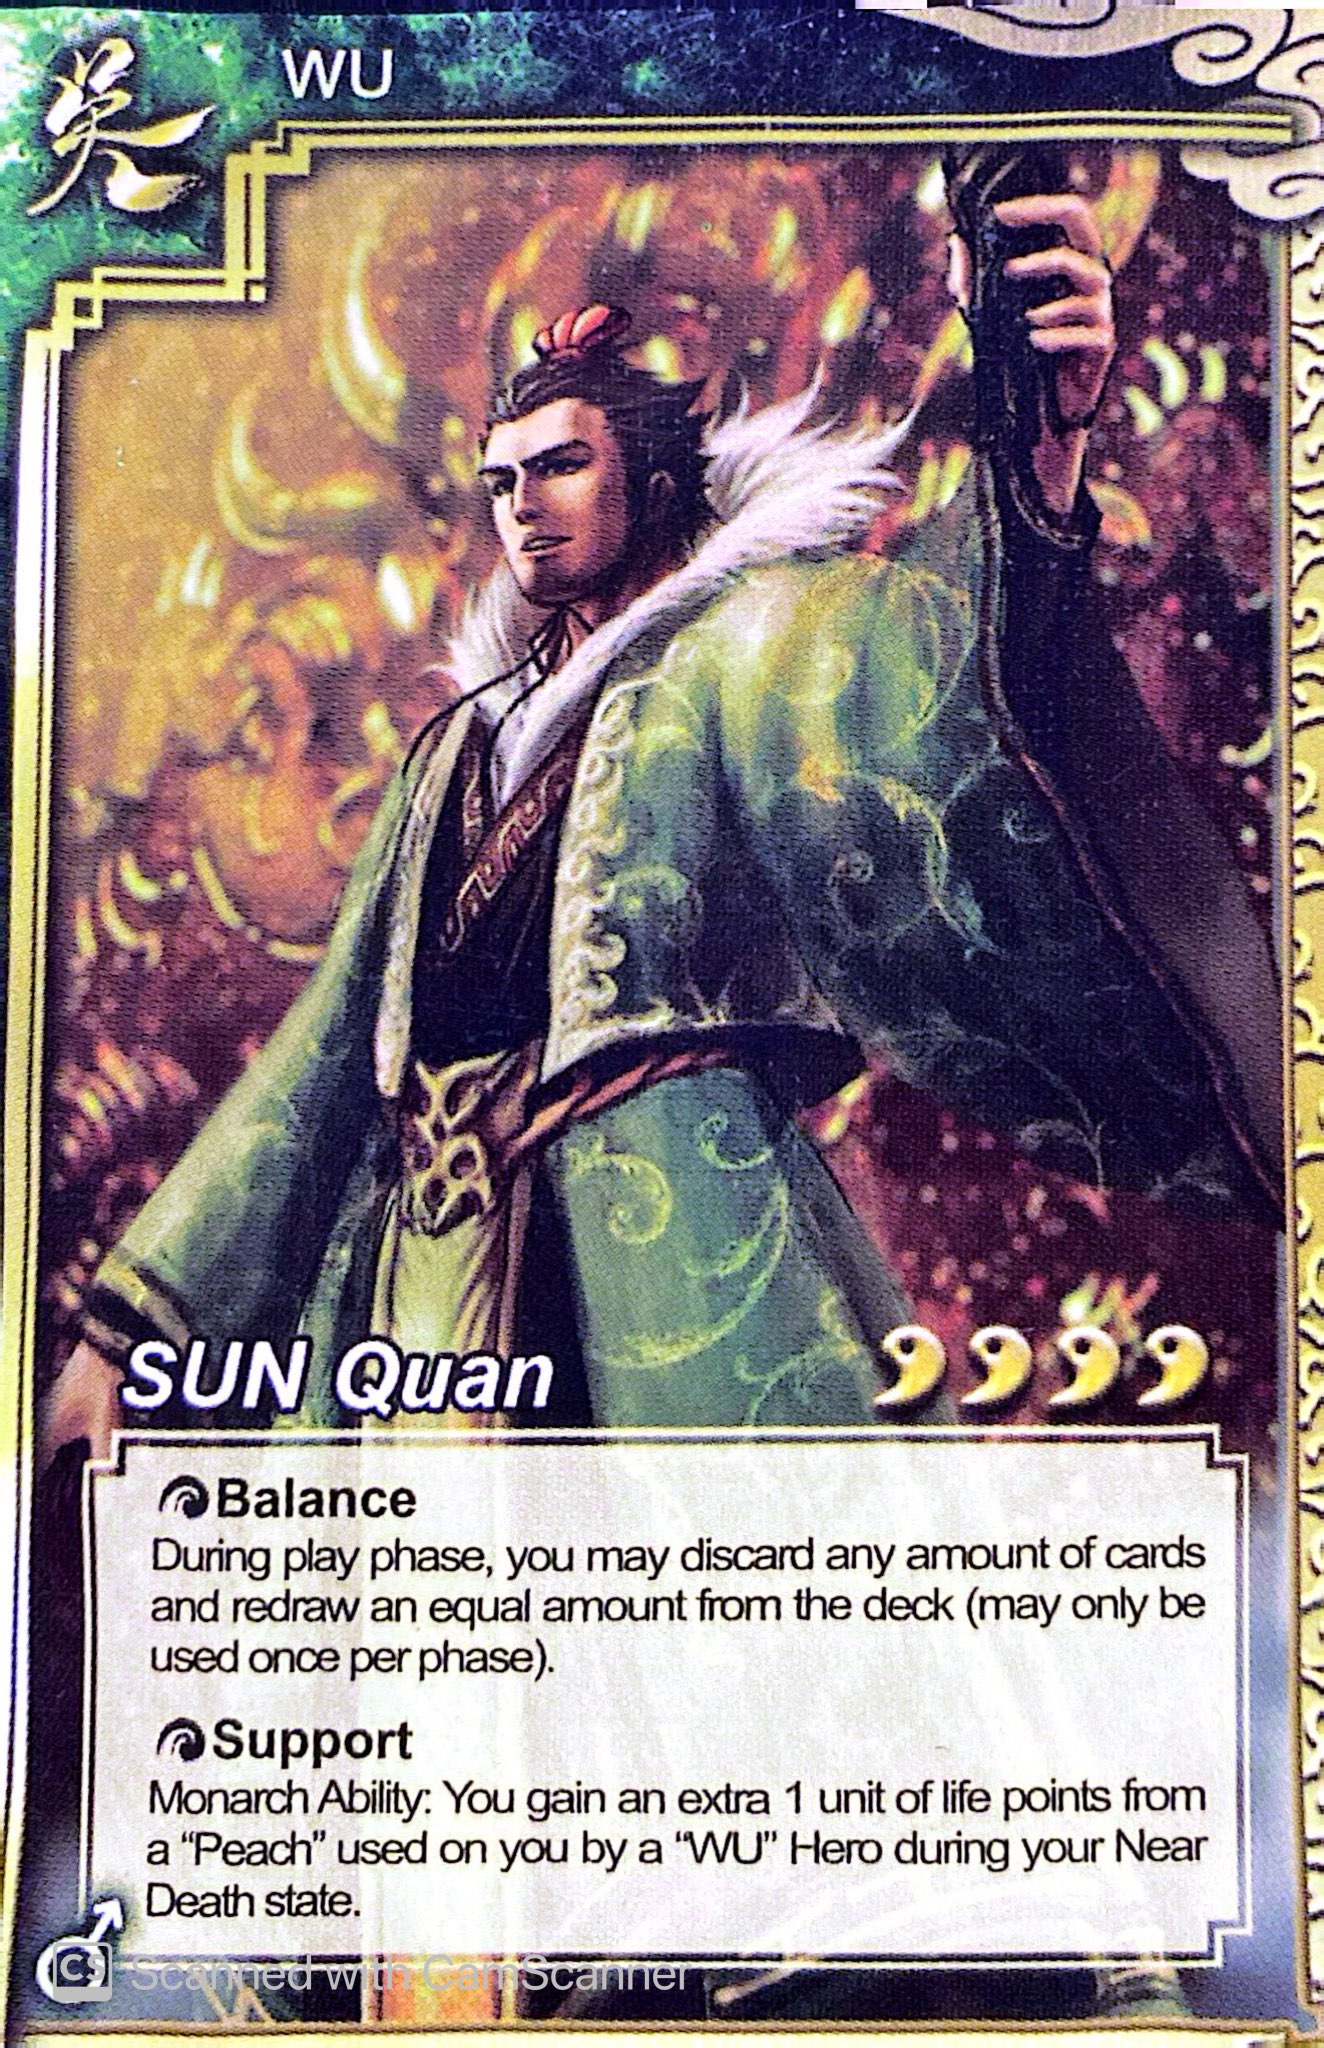 吴
WU
SUN Quan
Balance
During play phase, you may discard any amount of cards
and redraw an equal amount from the deck (may only be
used once per phase).
Support
Monarch Ability: You gain an extra 1 unit of life points from
a “Peach” used on you by a “WU” Hero during your Near
Death state.
CS Scanned with CamScanner